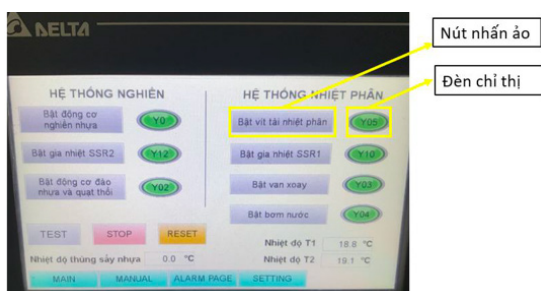 DELTA
Nút nhấn ảo
Đèn chỉ thị
HỆ THỐNG NGHIỀN
HỆ THỐNG NHIỆT PHÂN
Bật động cơ
nghiền nhựa
Y0
Bật vít tải nhiệt phân
Y05
Bật gia nhiệt SSR2
Y12
Bật gia nhiệt SSR1
Y10
Bật động cơ đảo
nhựa và quạt thổi
Y02
Bật van xoay
Y03
Bật bơm nước
Y04
TEST
STOP
RESET
Nhiệt độ T1
18.8 °C
Nhiệt độ thùng sấy nhựa
0.0 °C
Nhiệt độ T2
19.1 °C
MAIN
MANUAL
ALARM PAGE
SETTING